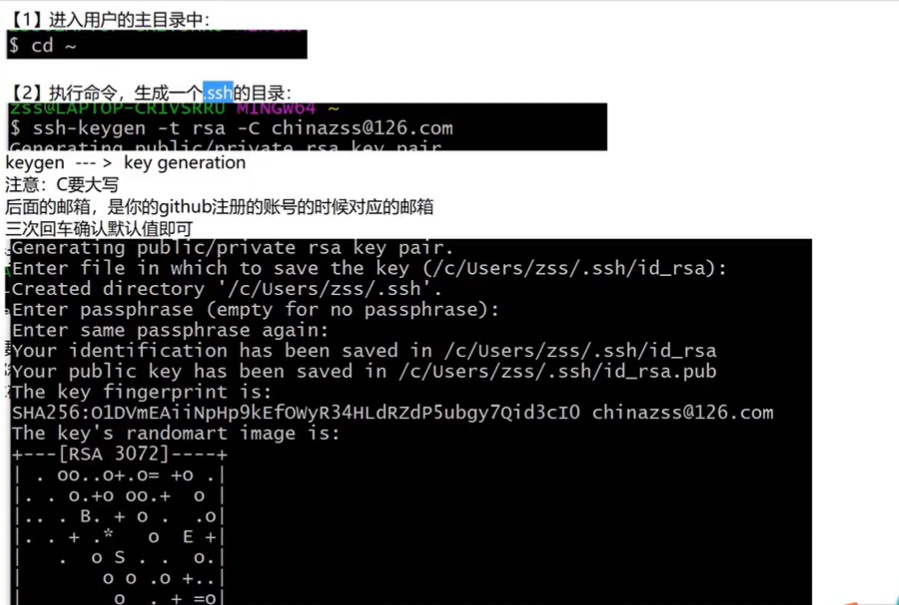 【1】进入用户的主目录中:
$ cd ~
【2】执行命令，生成一个.ssh的目录:
zss@LAPTOP-CRIVSRRU MINGW64 ~
$ ssh-keygen -t rsa -C chinazss@126.com
Generating public/private rsa key pair.
keygen --- > key generation
注意：C要大写
后面的邮箱，是你的github注册的账号的时候对应的邮箱
三次回车确认默认值即可
Generating public/private rsa key pair.
Enter file in which to save the key (/c/Users/zss/.ssh/id_rsa):
Created directory '/c/Users/zss/.ssh'.
Enter passphrase (empty for no passphrase):
Enter same passphrase again:
Your identification has been saved in /c/Users/zss/.ssh/id_rsa
Your public key has been saved in /c/Users/zss/.ssh/id_rsa.pub
The key fingerprint is:
SHA256:O1DVmEAiiNpHp9kEfOWyR34HLdRZdP5ubgy7Qid3cI0 chinazss@126.com
The key's randomart image is:
+---[RSA 3072]----+
| . oo..o+.o= +o .|
|. . o.+o oo.+  o |
|.. . B. + o .  .o|
|. . + .*   o  E +|
|   .  o S . .  o.|
|       o o .o +..|
|        o  . + =o|